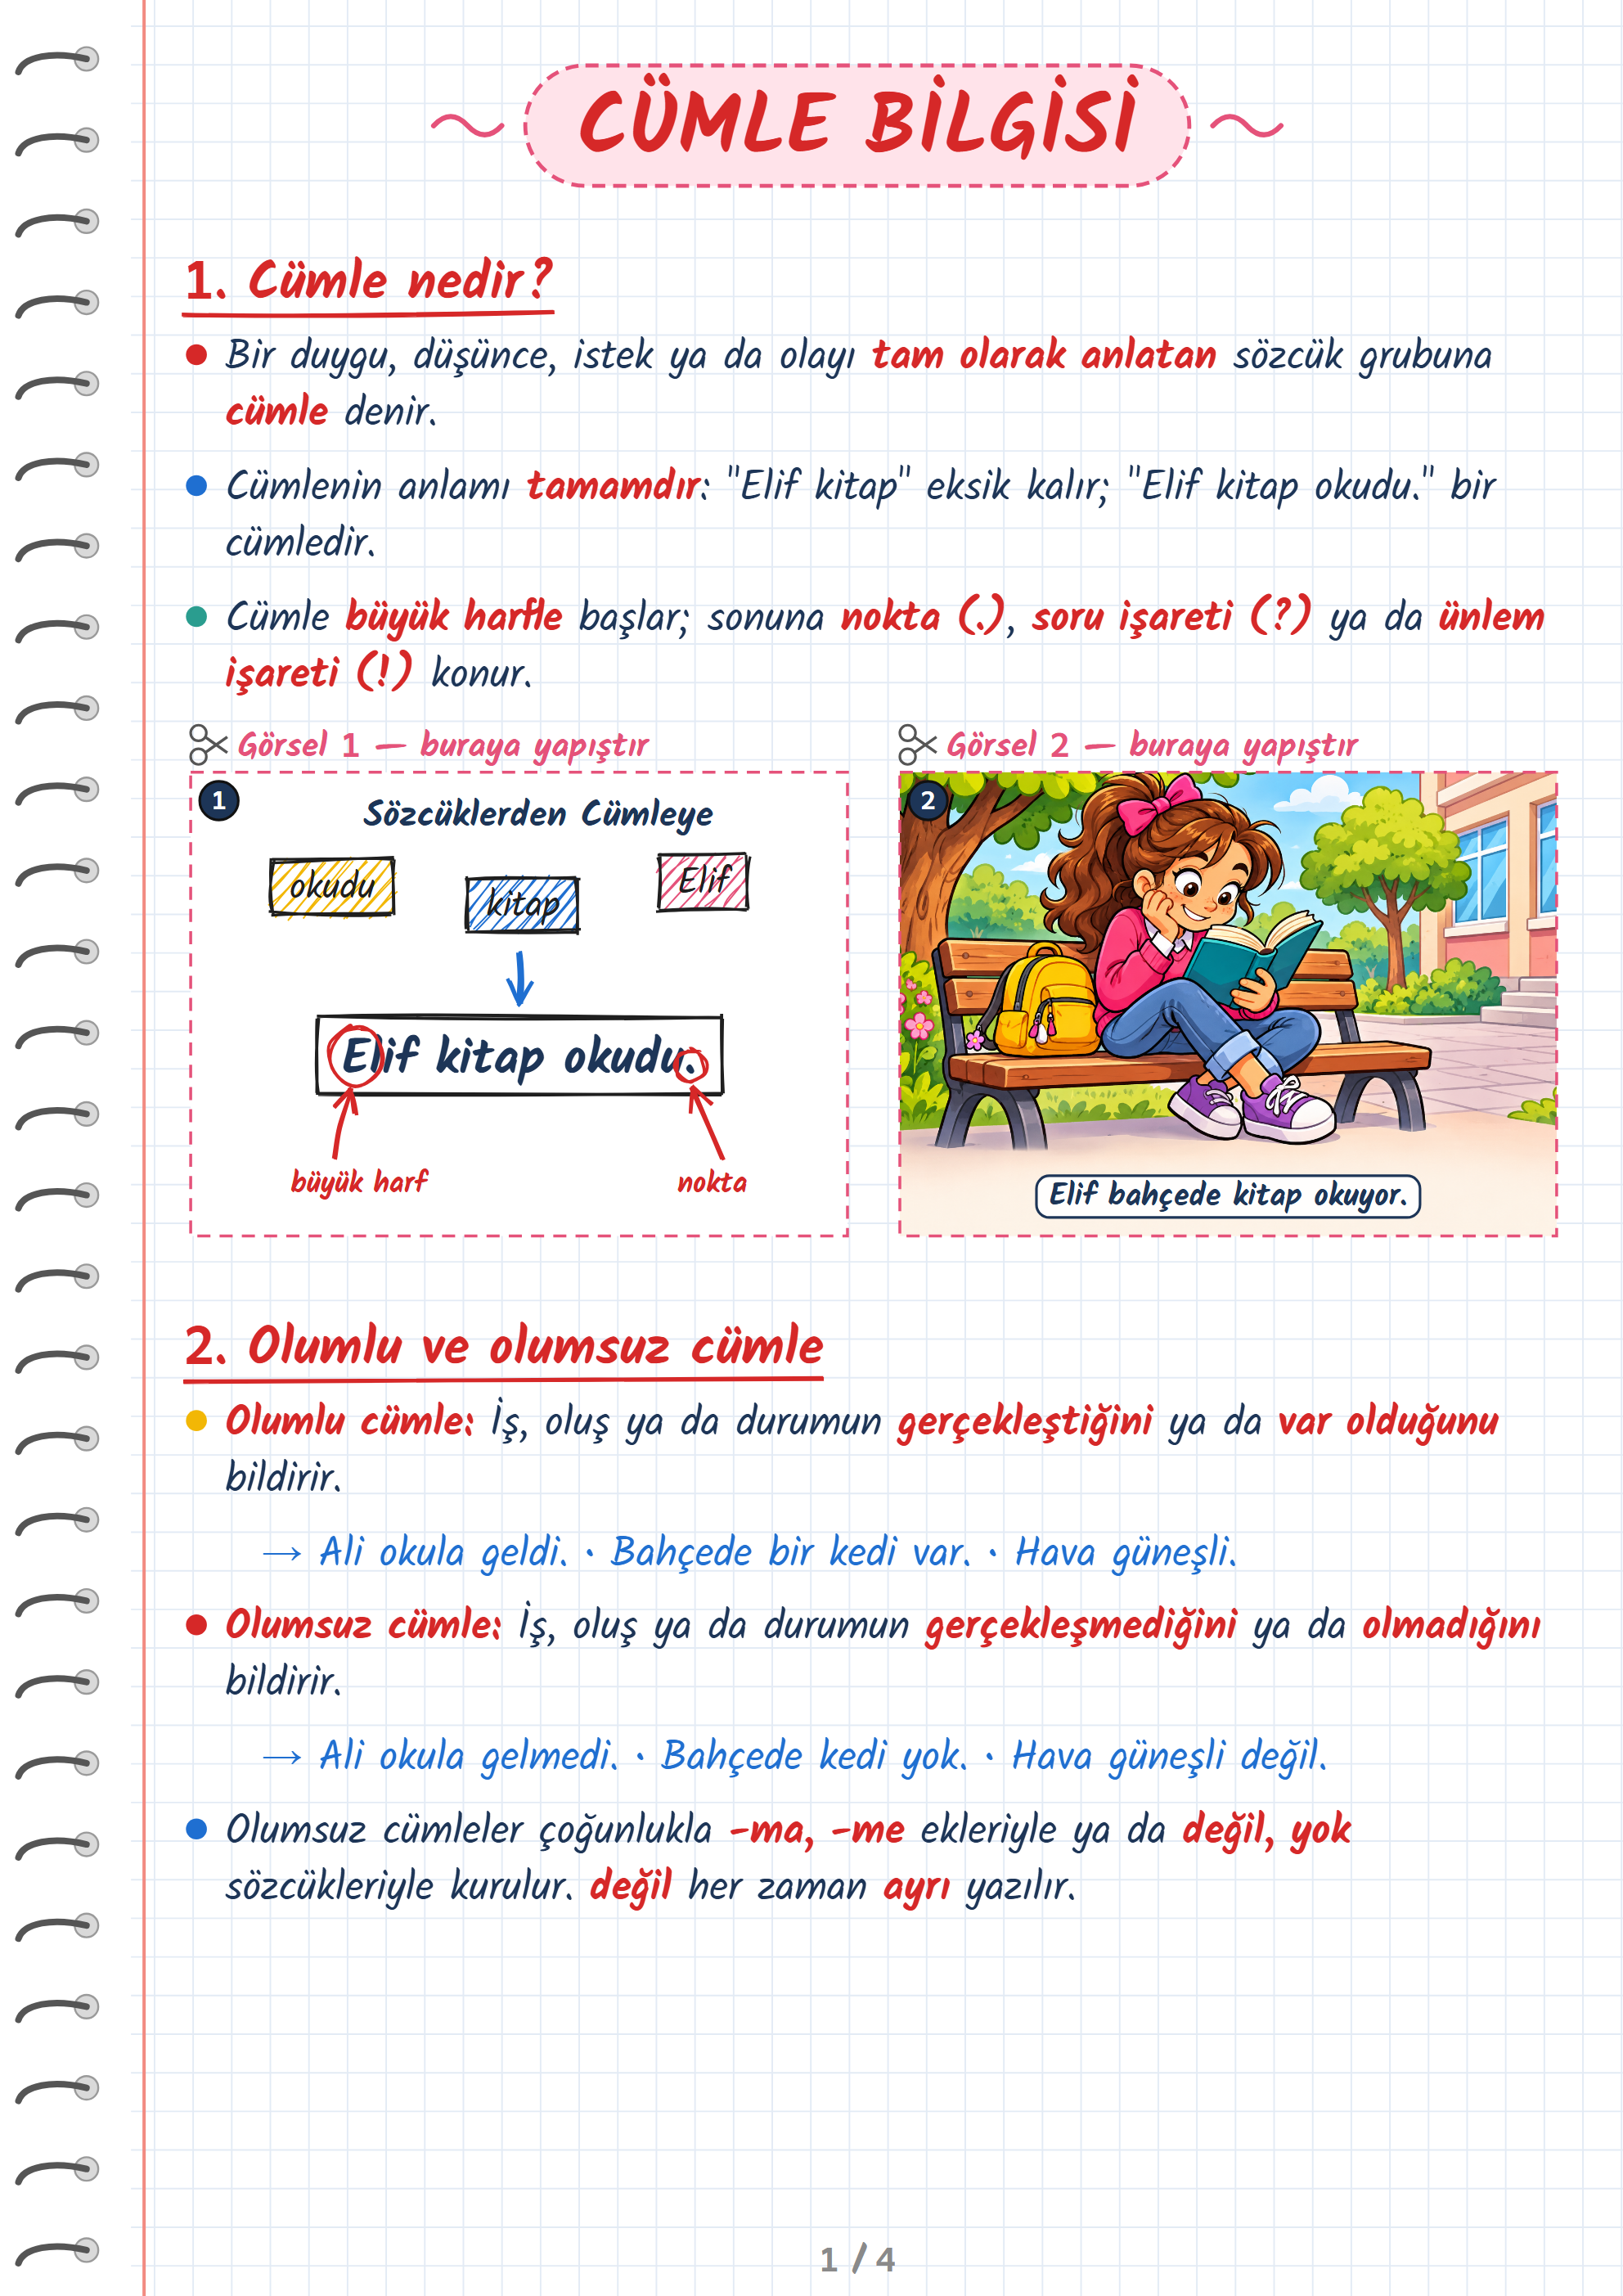 CÜMLE BİLGİSİ
1. Cümle nedir?
Bir duygu, düşünce, istek ya da olayı tam olarak anlatan sözcük grubuna
cümle denir.
Cümlenin anlamı tamamdır: "Elif kitap" eksik kalır; "Elif kitap okudu." bir
cümledir.
Cümle büyük harfle başlar; sonuna nokta (.), soru işareti (?) ya da ünlem
işareti (!) konur.
Görsel 1 — buraya yapıştır
1
Sözcüklerden Cümleye
okudu
kitap
Elif
Elif kitap okudu.
büyük harf
nokta
Görsel 2 — buraya yapıştır
2
Elif bahçede kitap okuyor.
2. Olumlu ve olumsuz cümle
Olumlu cümle: İş, oluş ya da durumun gerçekleştiğini ya da var olduğunu
bildirir.
→ Ali okula geldi. · Bahçede bir kedi var. · Hava güneşli.
Olumsuz cümle: İş, oluş ya da durumun gerçekleşmediğini ya da olmadığını
bildirir.
→ Ali okula gelmedi. · Bahçede kedi yok. · Hava güneşli değil.
Olumsuz cümleler çoğunlukla -ma, -me ekleriyle ya da değil, yok
sözcükleriyle kurulur. değil her zaman ayrı yazılır.
1 / 4